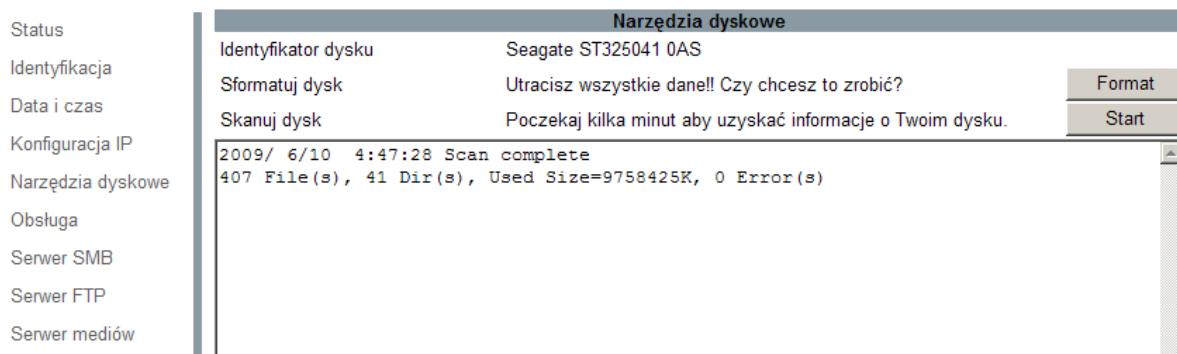 Status
Identyfikacja
Data i czas
Konfiguracja IP
Narzędzia dyskowe
Obsługa
Serwer SMB
Serwer FTP
Serwer mediów
Narzędzia dyskowe
Identyfikator dysku Seagate ST325041 0AS
Sformatuj dysk Utracisz wszystkie dane!! Czy chcesz to zrobić? Format
Skanuj dysk Poczekaj kilka minut aby uzyskać informacje o Twoim dysku. Start
2009/ 6/10 4:47:28 Scan complete
407 File(s), 41 Dir(s), Used Size=9758425K, 0 Error(s)